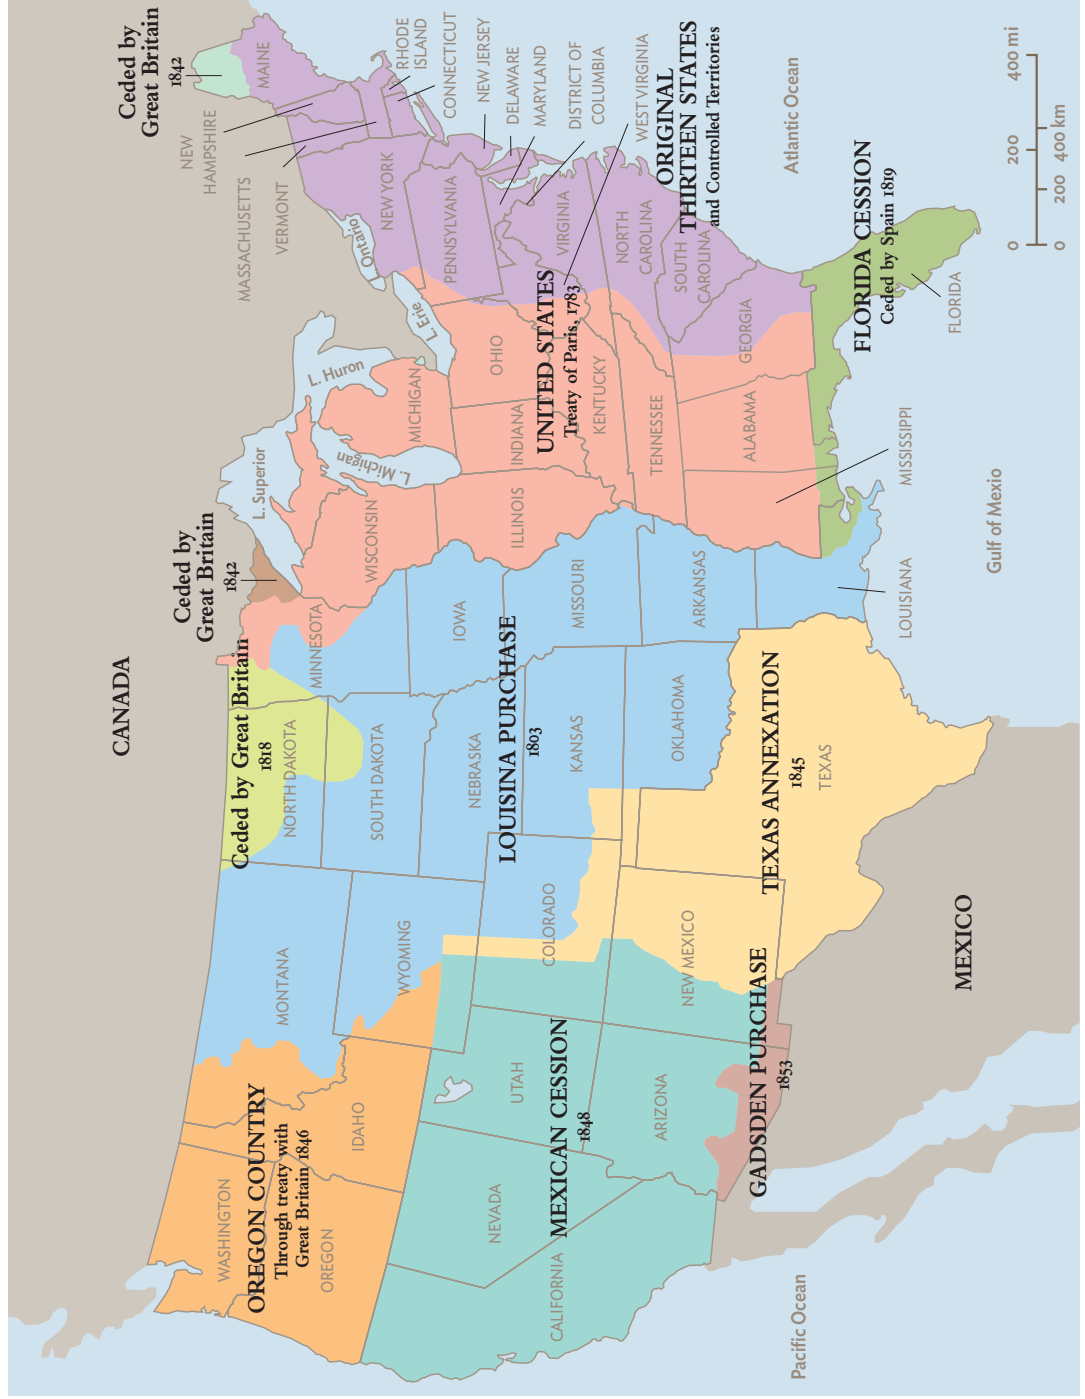 CANADA
Ceded by
Great Britain
1842
Ceded by
Great Britain
1842
Ceded by Great Britain
1818
OREGON COUNTRY
Through treaty with
Great Britain 1846
WASHINGTON
OREGON
IDAHO
MONTANA
WYOMING
NORTH DAKOTA
SOUTH DAKOTA
MINNESOTA
WISCONSIN
MICHIGAN
L. Superior
L. Huron
L. Michigan
L. Erie
L. Ontario
NEW
HAMPSHIRE
MASSACHUSETTS
VERMONT
MAINE
NEW YORK
PENNSYLVANIA
RHODE
ISLAND
CONNECTICUT
NEW JERSEY
DELAWARE
MARYLAND
DISTRICT OF
COLUMBIA
WEST VIRGINIA
ORIGINAL
THIRTEEN STATES
and Controlled Territories
UNITED STATES
Treaty of Paris, 1783
OHIO
INDIANA
ILLINOIS
KENTUCKY
TENNESSEE
VIRGINIA
NORTH
CAROLINA
SOUTH
CAROLINA
GEORGIA
ALABAMA
MISSISSIPPI
LOUISINA PURCHASE
1803
NEBRASKA
IOWA
KANSAS
MISSOURI
OKLAHOMA
ARKANSAS
LOUISIANA
COLORADO
NEW MEXICO
MEXICAN CESSION
1848
NEVADA
UTAH
CALIFORNIA
ARIZONA
GADSDEN PURCHASE
1853
TEXAS ANNEXATION
1845
TEXAS
FLORIDA CESSION
Ceded by Spain 1819
FLORIDA
MEXICO
Pacific Ocean
Gulf of Mexio
Atlantic Ocean
0 200 400 mi
0 200 400 km